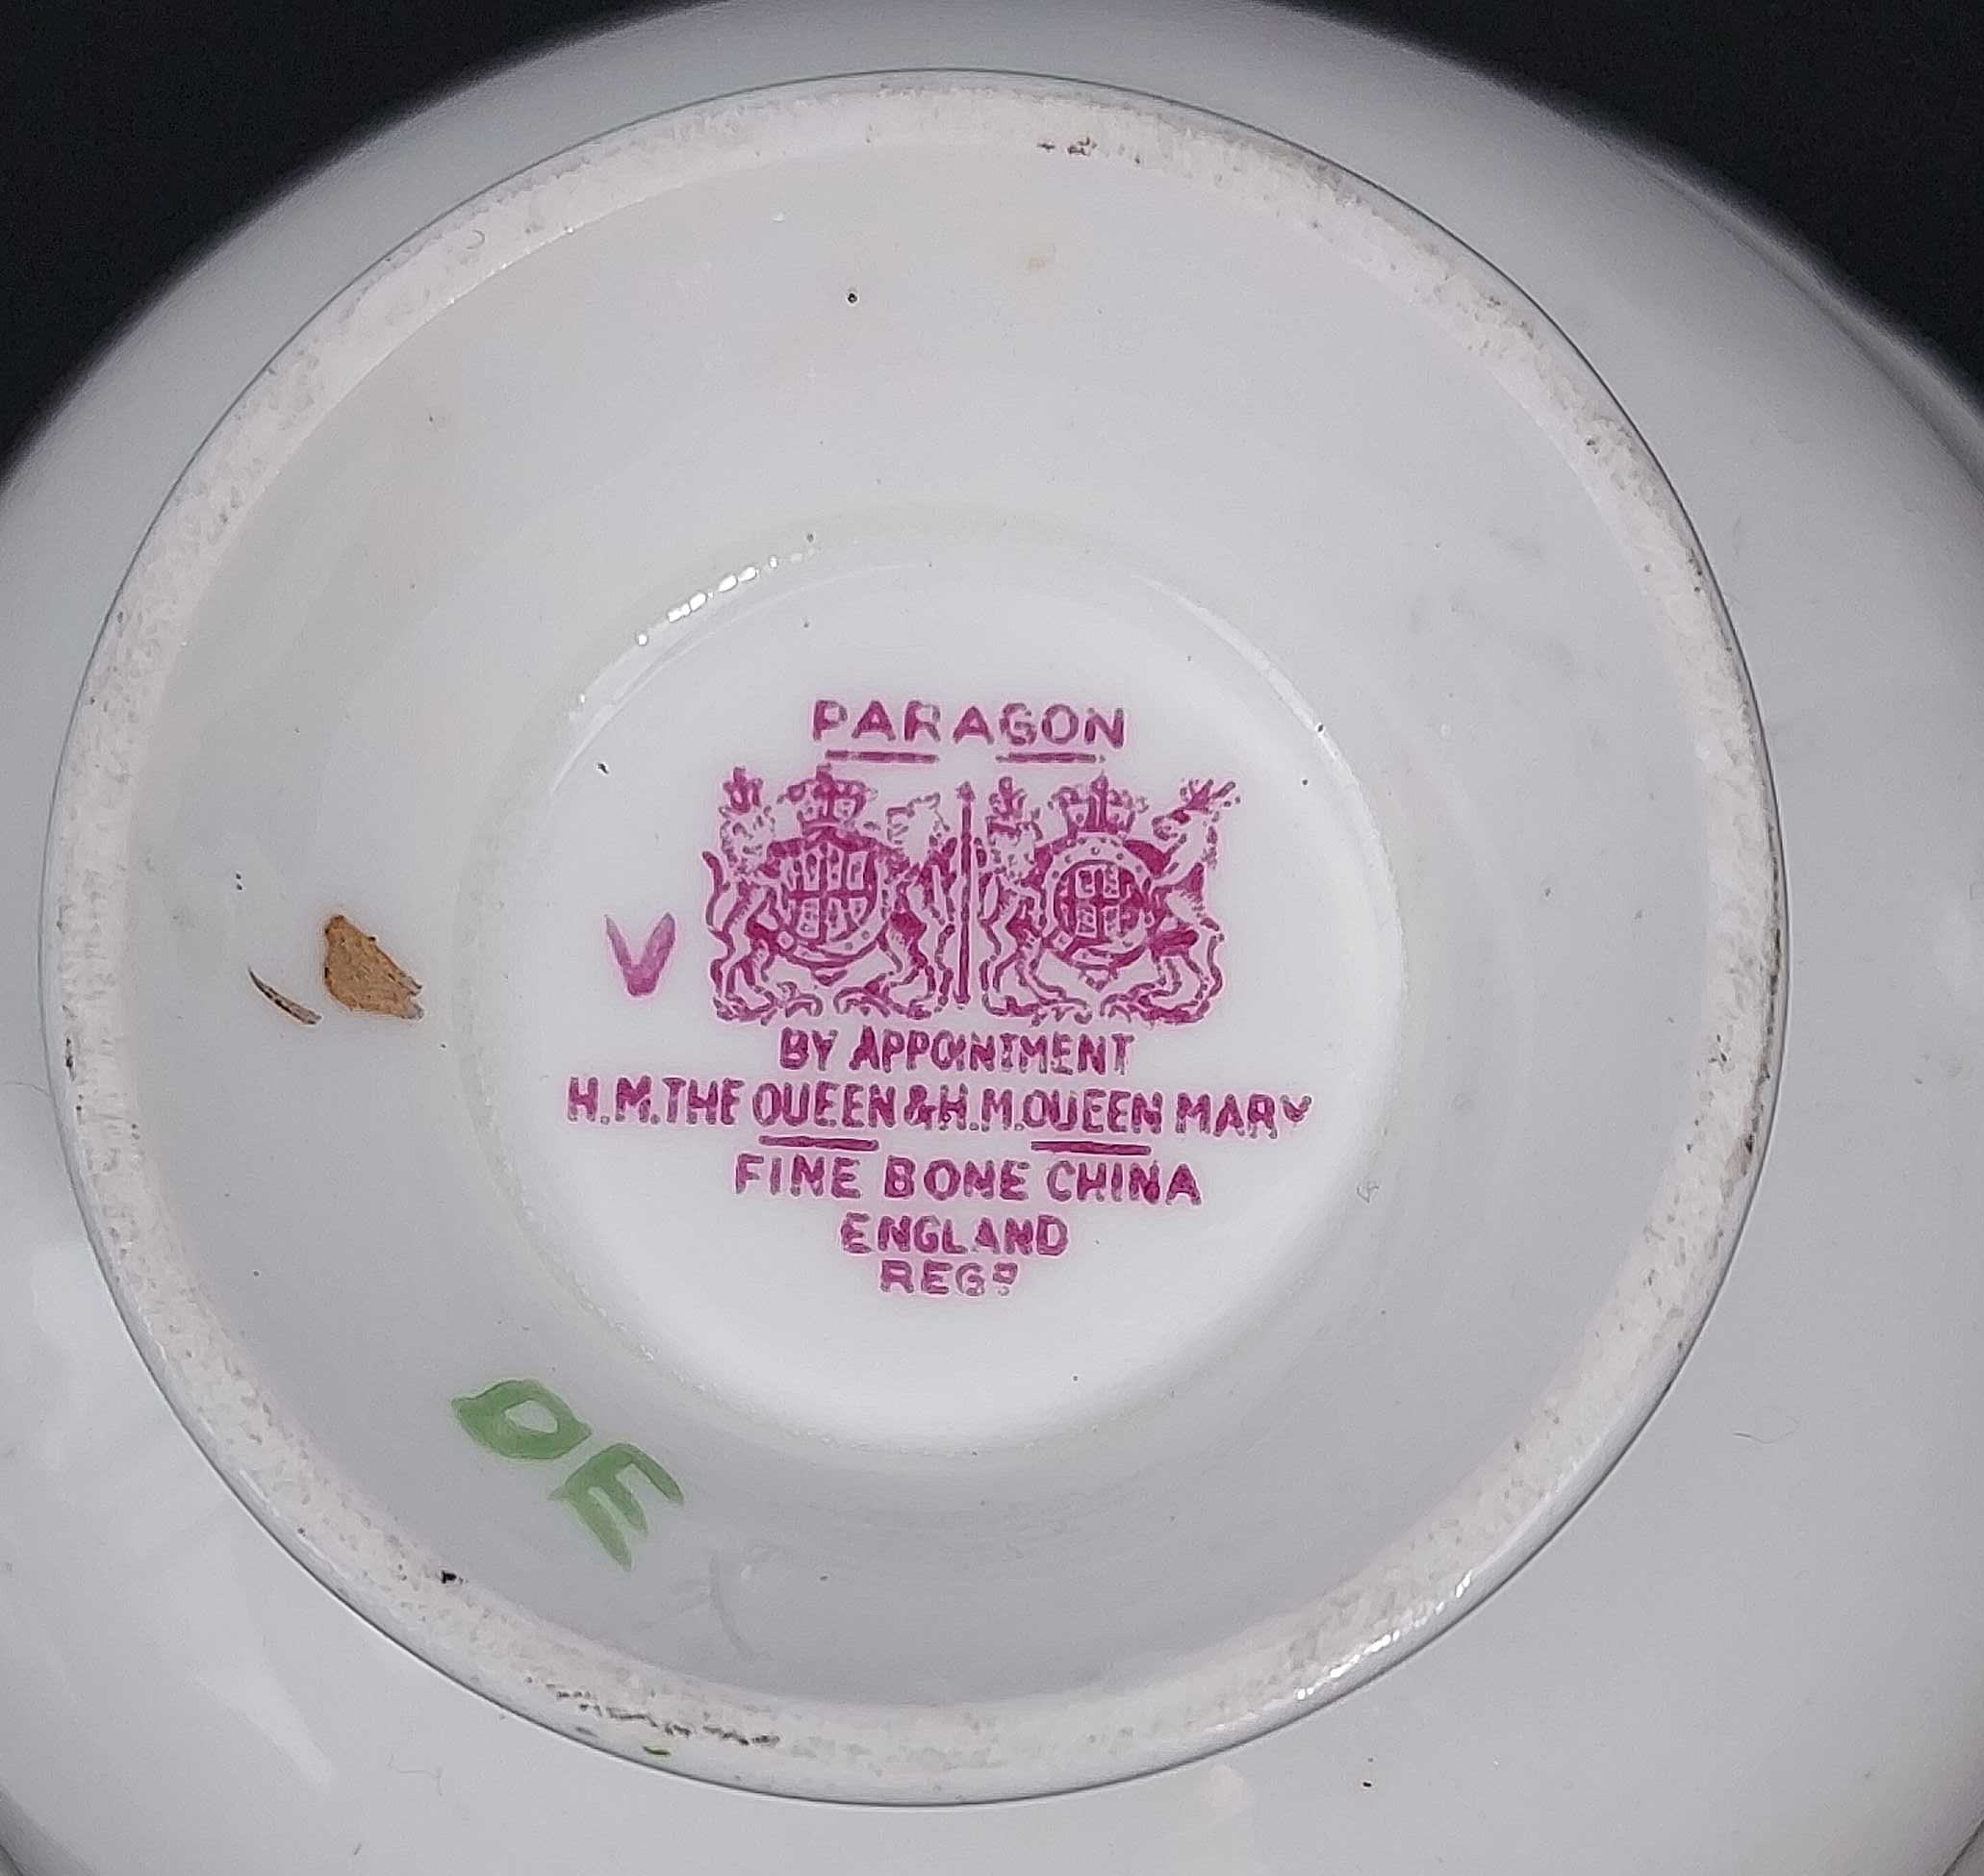 PARAGON
V
BY APPOINTMENT
H.M. THE QUEEN & H.M. QUEEN MARY
FINE BONE CHINA
ENGLAND
REGD
DE